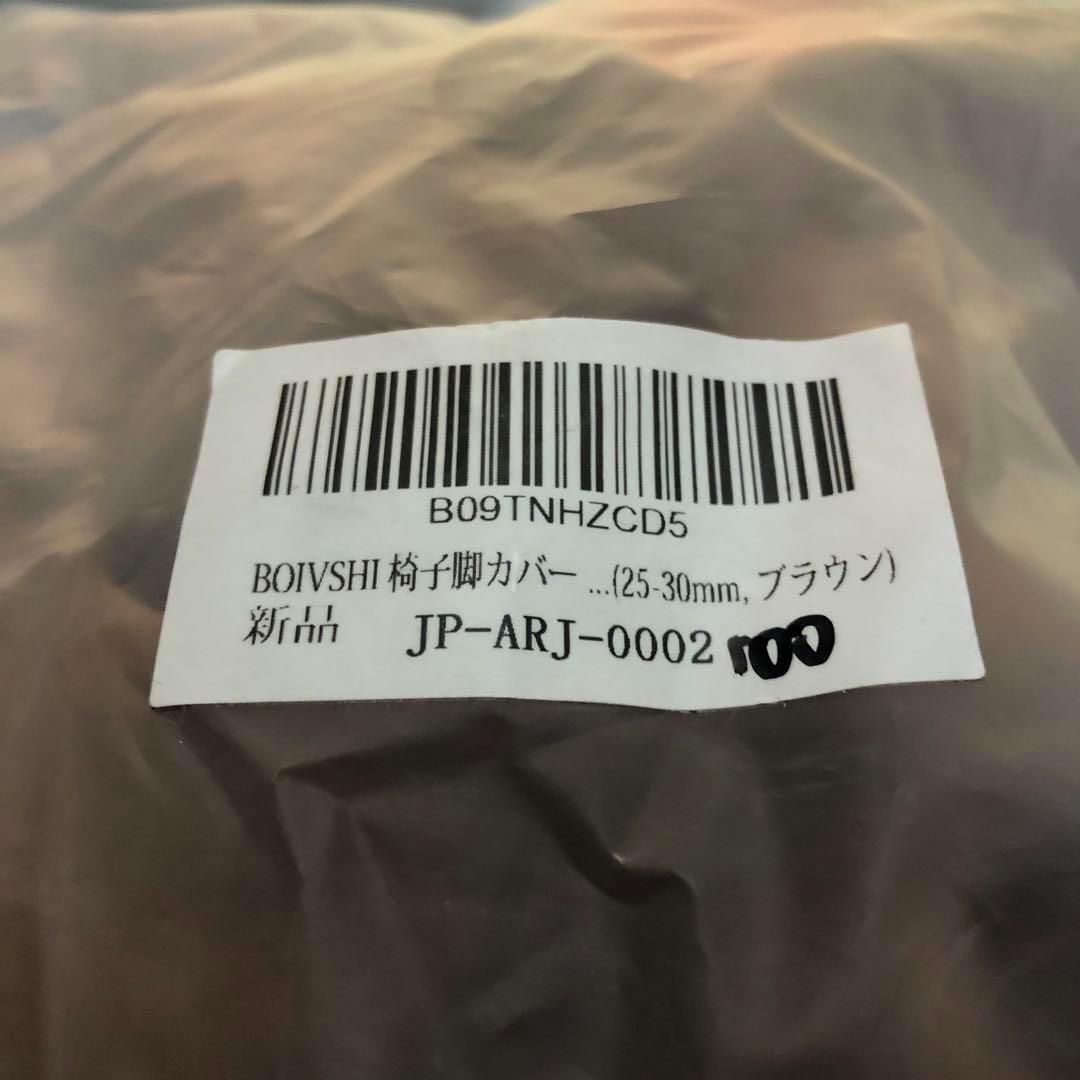 B09TNHZCD5
BOIVSHI 椅子脚カバー ...(25-30mm, ブラウン)
新品 JP-ARJ-0002 100